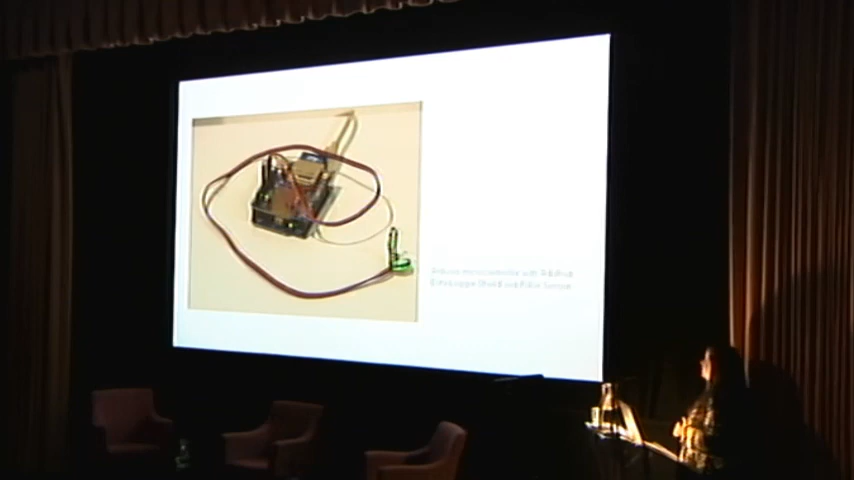 Arduino microcontroller with Adafruit
Datalogger Shield and Pulse Sensor